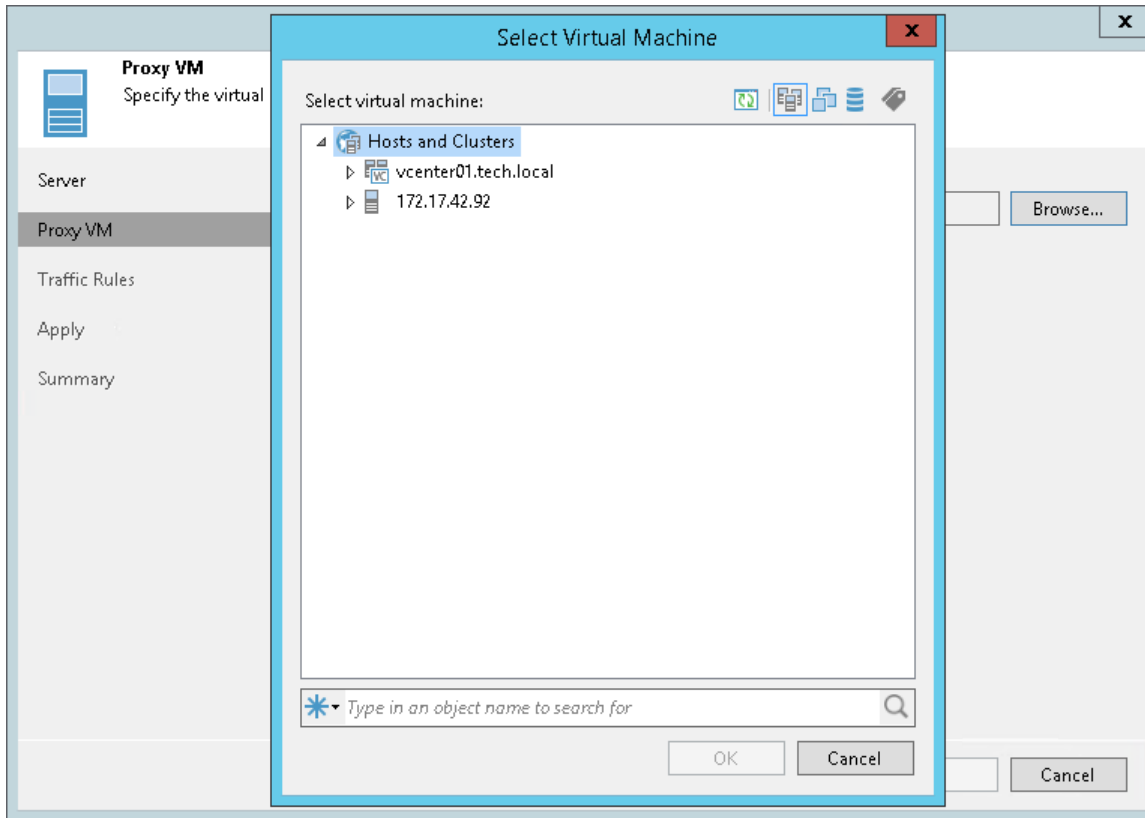 Select Virtual Machine
x
x
Proxy VM
Specify the virtual
Select virtual machine:
Hosts and Clusters
vcenter01.tech.local
172.17.42.92
Server
Proxy VM
Traffic Rules
Apply
Summary
Browse...
Type in an object name to search for
OK
Cancel
Cancel